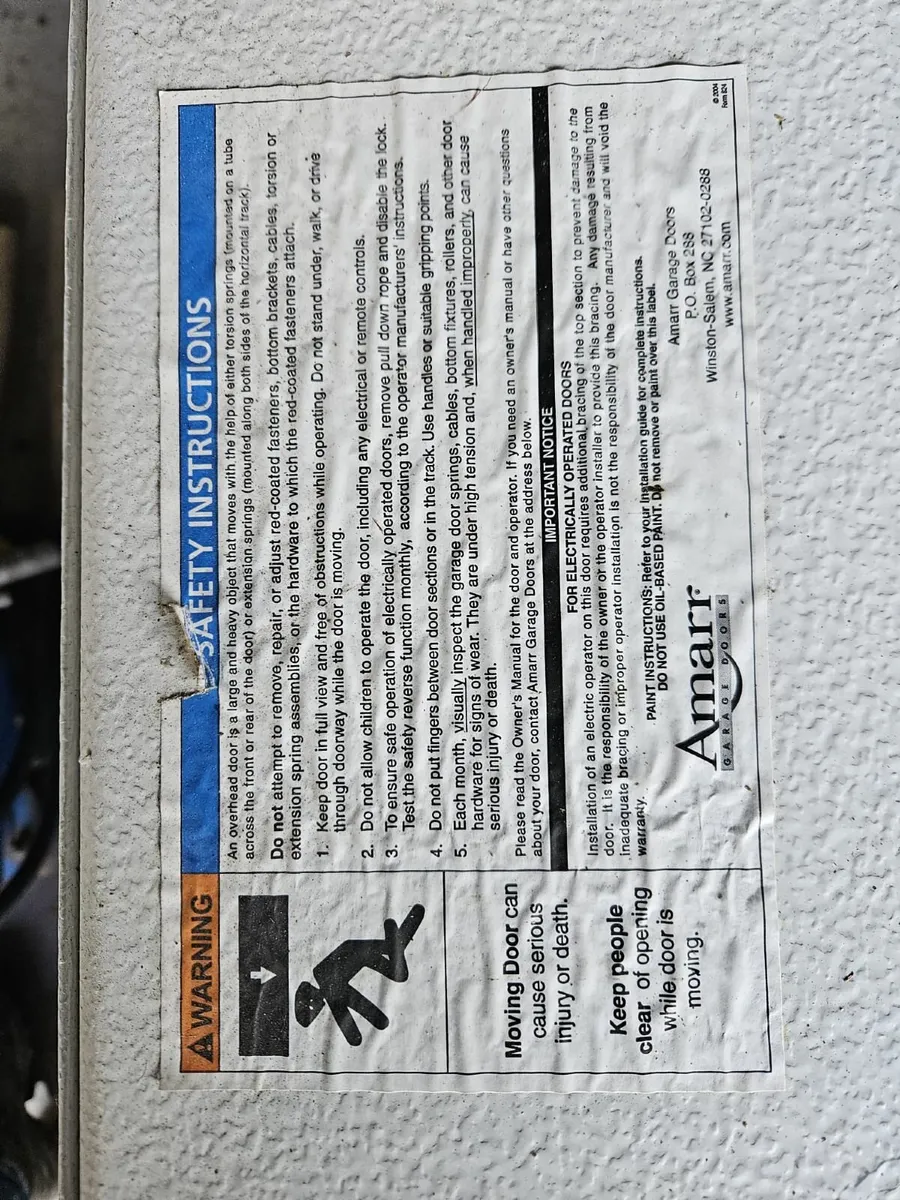 WARNING
Moving Door can
cause serious
injury or death.
Keep people
clear of opening
while door is
moving.
SAFETY INSTRUCTIONS
An overhead door is a large and heavy object that moves with the help of either torsion springs (mounted on a tube
across the front or rear of the door) or extension springs (mounted along both sides of the horizontal track).
Do not attempt to remove, repair, or adjust red-coated fasteners, bottom brackets, cables, torsion or
extension spring assemblies, or the hardware to which the red-coated fasteners attach.
1. Keep door in full view and free of obstructions while operating. Do not stand under, walk, or drive
through doorway while the door is moving.
2. Do not allow children to operate the door, including any electrical or remote controls.
3. To ensure safe operation of electrically operated doors, remove pull down rope and disable the lock.
Test the safety reverse function monthly, according to the operator manufacturers' instructions.
4. Do not put fingers between door sections or in the track. Use handles or suitable gripping points.
5. Each month, visually inspect the garage door springs, cables, bottom fixtures, rollers, and other door
hardware for signs of wear. They are under high tension and, when handled improperly, can cause
serious injury or death.
Please read the Owner's Manual for the door and operator. If you need an owner's manual or have other questions
about your door, contact Amarr Garage Doors at the address below.
IMPORTANT NOTICE
FOR ELECTRICALLY OPERATED DOORS
Installation of an electric operator on this door requires additional bracing of the top section to prevent damage to the
door. It is the responsibility of the owner or the operator installer to provide this bracing. Any damage resulting from
inadequate bracing or improper operator installation is not the responsibility of the door manufacturer and will void the
warranty.
PAINT INSTRUCTIONS: Refer to your installation guide for complete instructions.
DO NOT USE OIL-BASED PAINT. Do not remove or paint over this label.
Amarr
GARAGE DOORS
Amarr Garage Doors
P.O. Box 288
Winston-Salem, NC 27102-0288
www.amarr.com
© 2004
Form 824